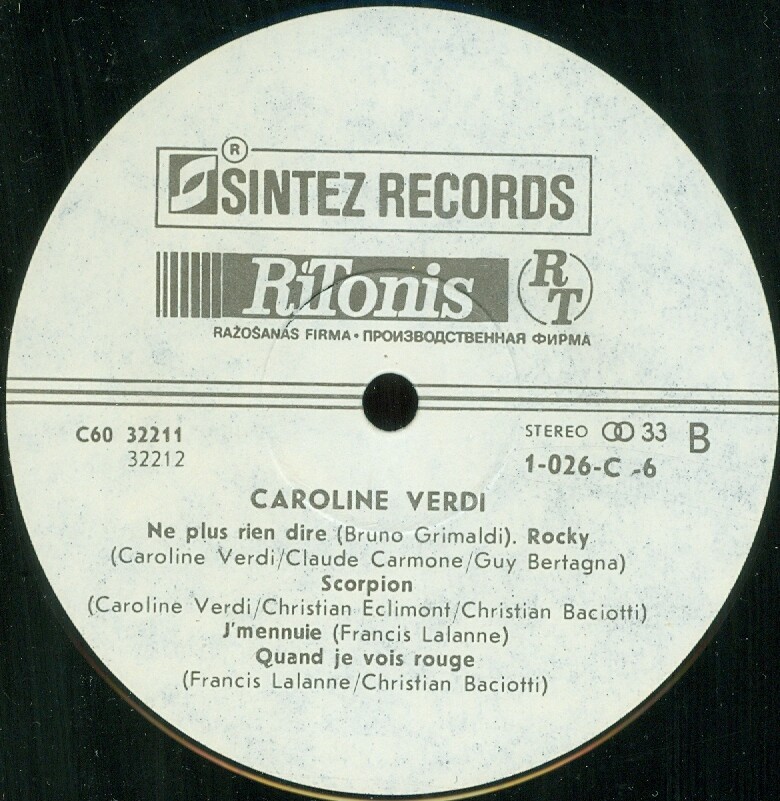 ®
SINTEZ RECORDS
RiTonis RT
RAŽOŠANAS FIRMA • ПРОИЗВОДСТВЕННАЯ ФИРМА
C60 32211
32212
STEREO 33 B
1-026-C -6
CAROLINE VERDI
Ne plus rien dire (Bruno Grimaldi). Rocky
(Caroline Verdi/Claude Carmone/Guy Bertagna)
Scorpion
(Caroline Verdi/Christian Eclimont/Christian Baciotti)
J'mennuie (Francis Lalanne)
Quand je vois rouge
(Francis Lalanne/Christian Baciotti)